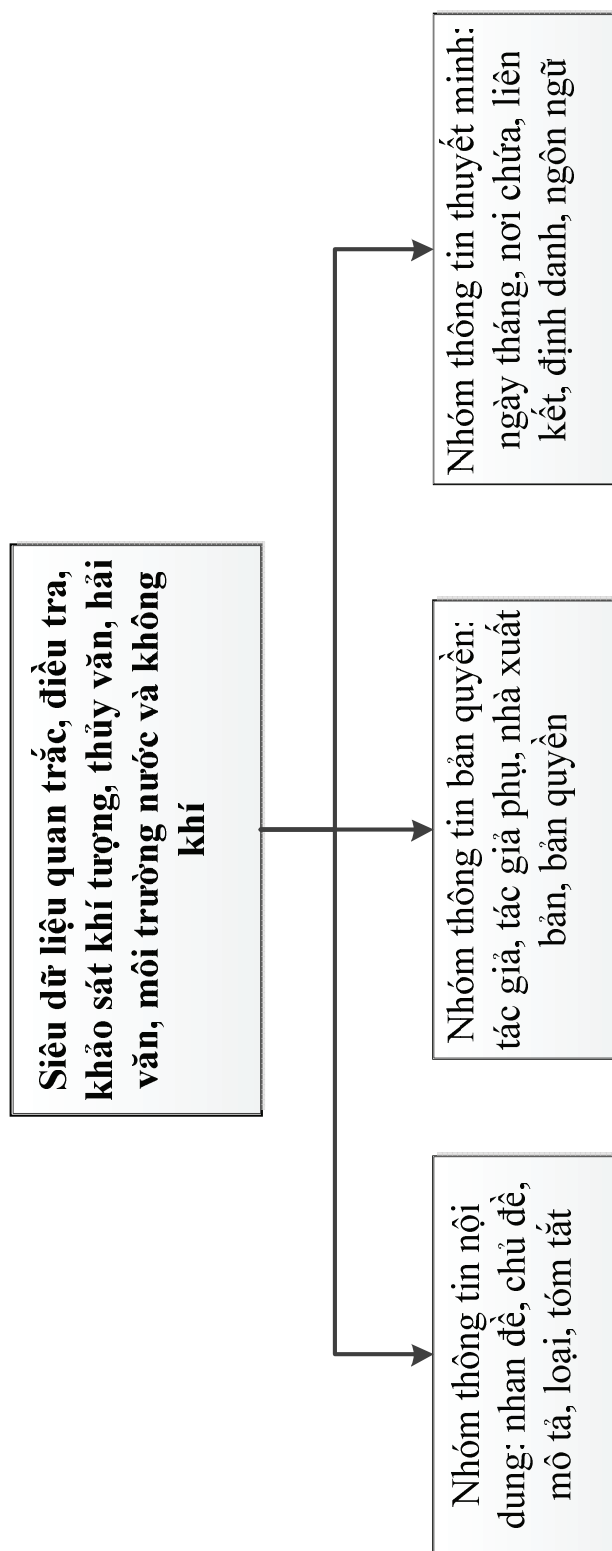 Siêu dữ liệu quan trắc, điều tra,
khảo sát khí tượng, thủy văn, hải
văn, môi trường nước và không
khí
Nhóm thông tin nội
dung: nhan đề, chủ đề,
mô tả, loại, tóm tắt
Nhóm thông tin bản quyền:
tác giả, tác giả phụ, nhà xuất
bản, bản quyền
Nhóm thông tin thuyết minh:
ngày tháng, nơi chứa, liên
kết, định danh, ngôn ngữ